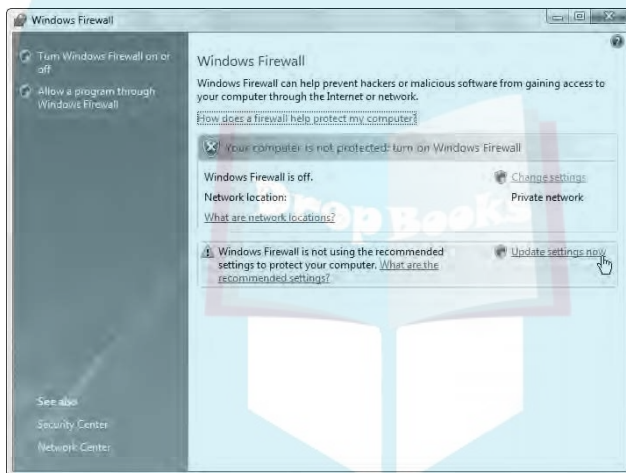 Windows Firewall
Turn Windows Firewall on or
off
Allow a program through
Windows Firewall
Windows Firewall
Windows Firewall can help prevent hackers or malicious software from gaining access to
your computer through the Internet or network.
How does a firewall help protect my computer?
Your computer is not protected: turn on Windows Firewall
Windows Firewall is off.
Change settings
Network location:
Private network
What are network locations?
Windows Firewall is not using the recommended
settings to protect your computer. What are the
recommended settings?
Update settings now
Drop Books
See also
Security Center
Network Center